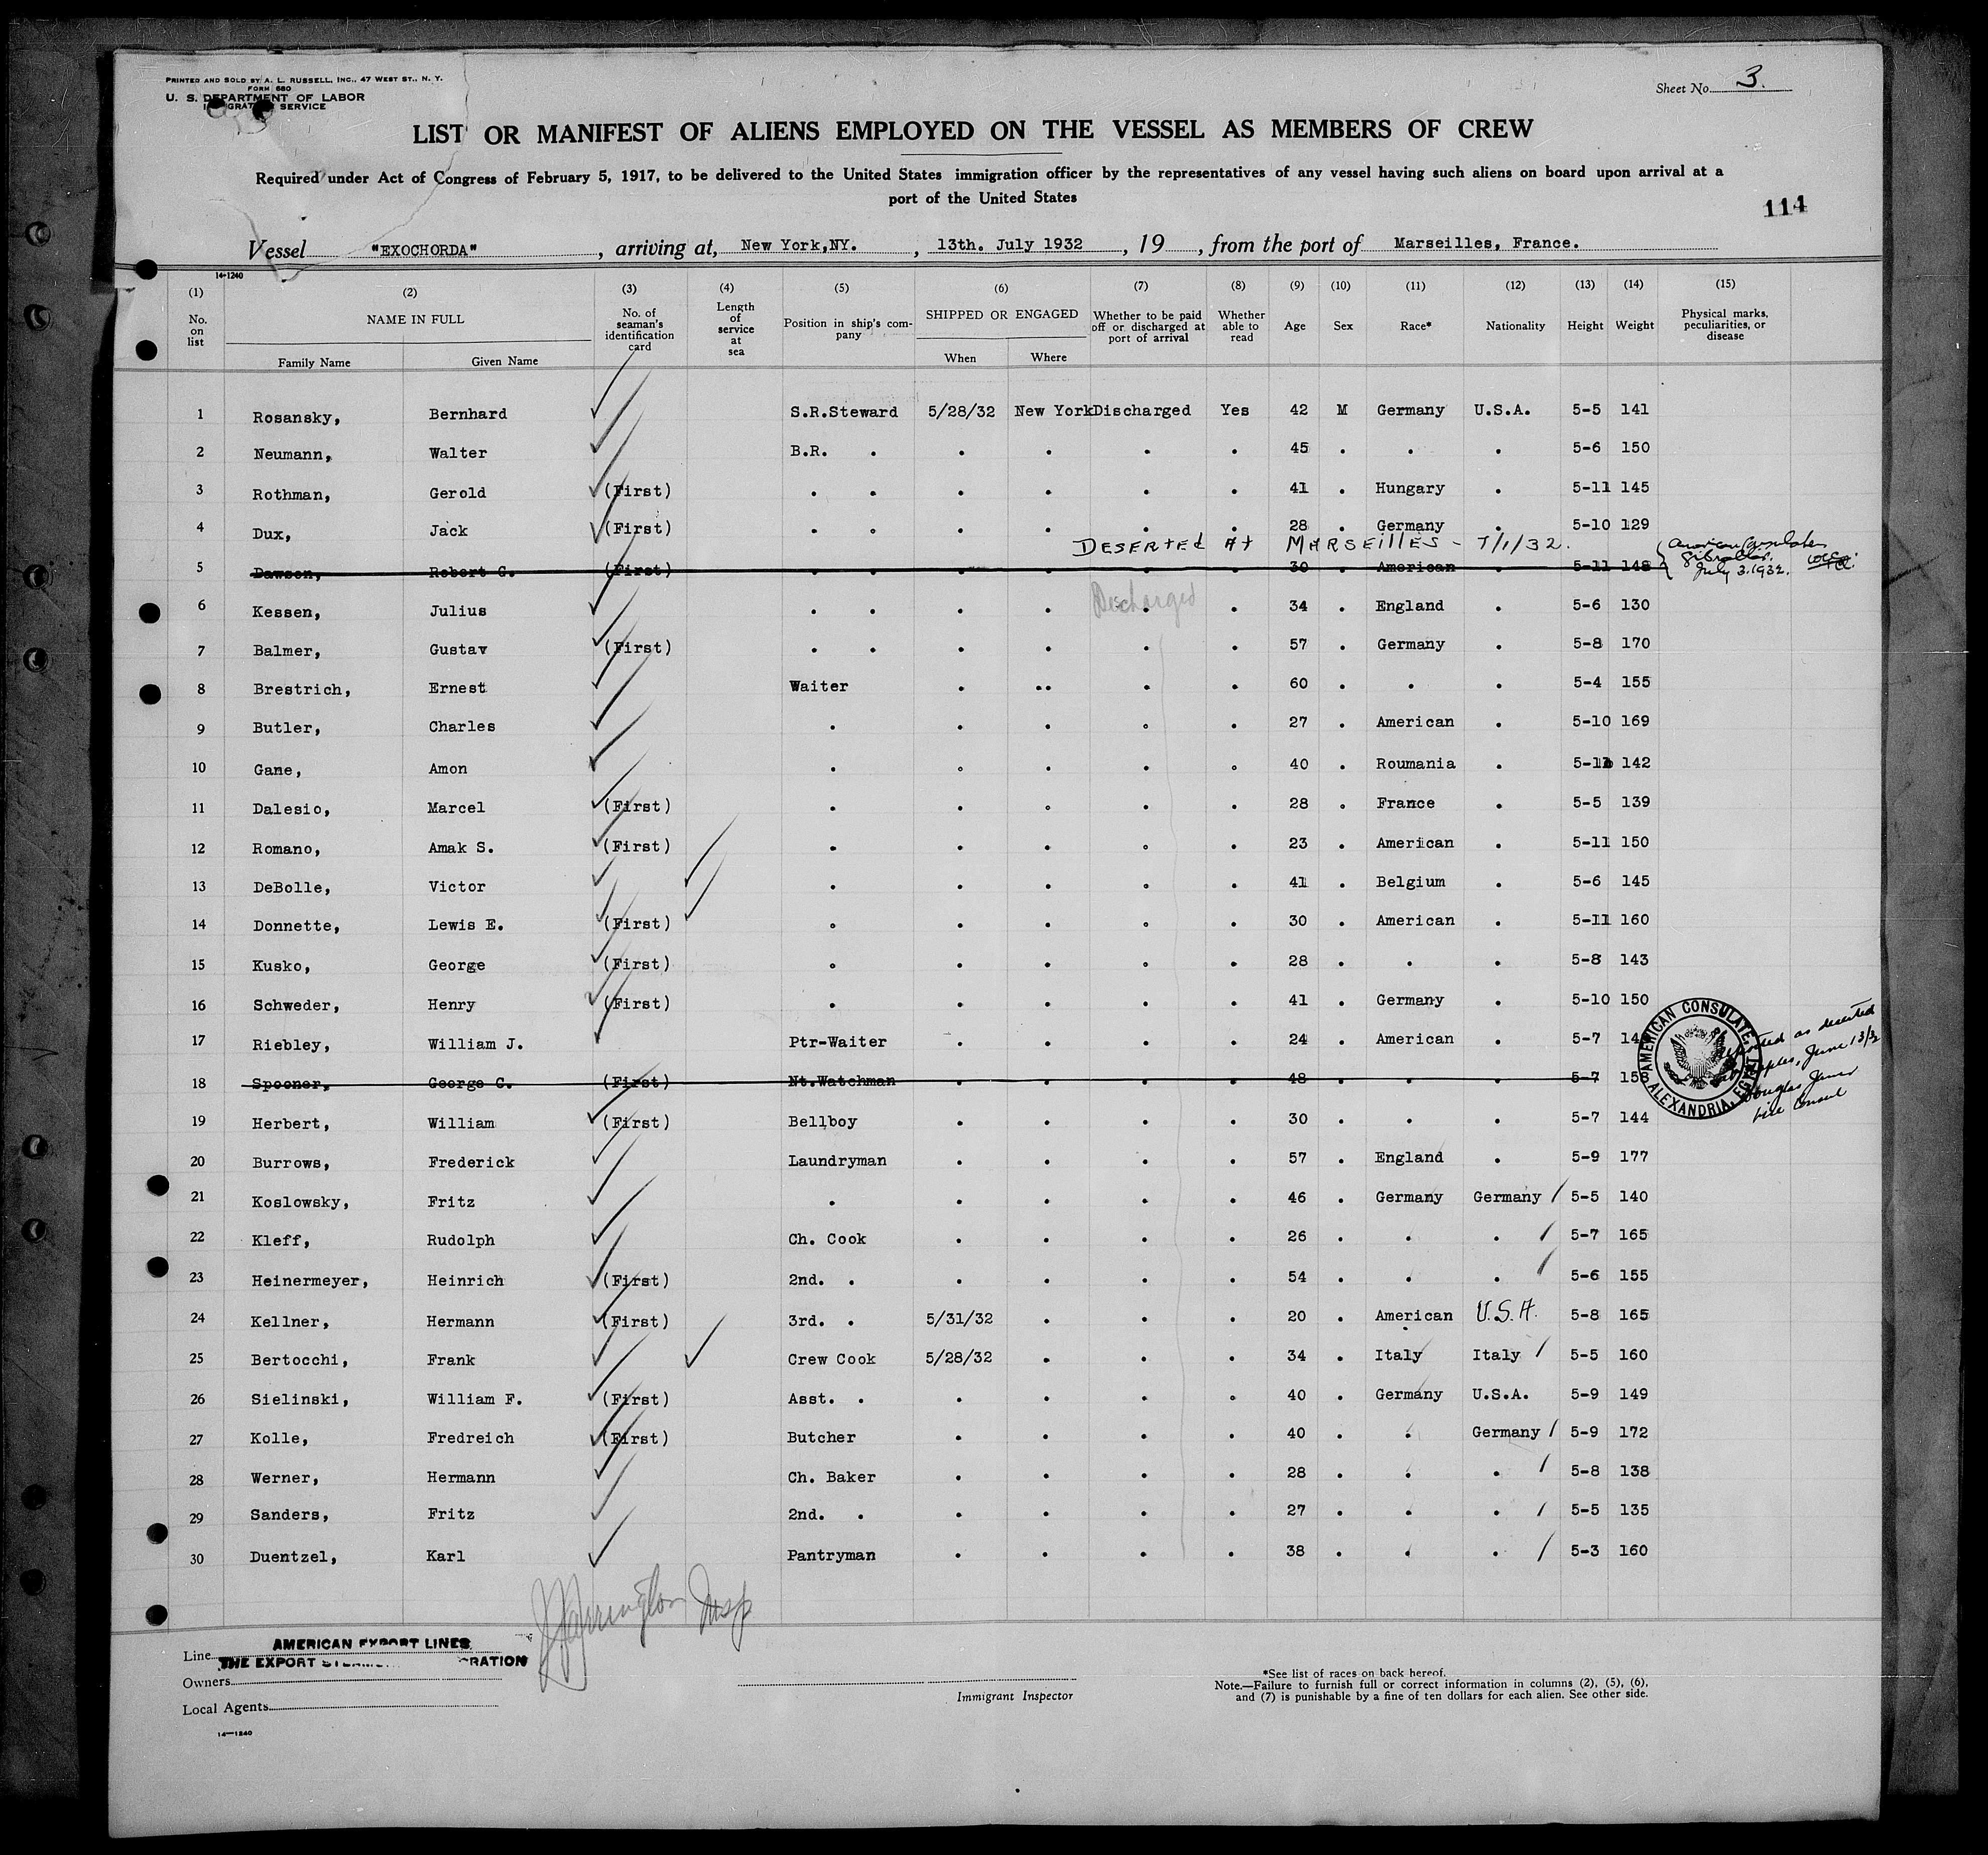 PRINTED AND SOLD BY A. L. RUSSELL, INC., 47 WEST ST., N. Y.
FORM 680
U. S. DEPARTMENT OF LABOR
SERVICE
Sheet No. 3.
LIST OR MANIFEST OF ALIENS EMPLOYED ON THE VESSEL AS MEMBERS OF CREW
Required under Act of Congress of February 5, 1917, to be delivered to the United States immigration officer by the representatives of any vessel having such aliens on board upon arrival at a
port of the United States
114
Vessel "EXOCHORDA" , arriving at, New York,NY. , 13th. July 1932 , 19 , from the port of Marseilles, France.
14-1240
(1) (2) (3) (4) (5) (6) (7) (8) (9) (10) (11) (12) (13) (14) (15)
No. on list NAME IN FULL Family Name Given Name No. of seaman's identification card Length of service at sea Position in ship's company SHIPPED OR ENGAGED When Where Whether to be paid off or discharged at port of arrival Whether able to read Age Sex Race* Nationality Height Weight Physical marks, peculiarities, or disease
1 Rosansky, Bernhard S.R.Steward 5/28/32 New York Discharged Yes 42 M Germany U.S.A. 5-5 141
2 Neumann, Walter B.R. . . . . . 45 . . . 5-6 150
3 Rothman, Gerold (First) . . . . . . 41 . Hungary . 5-11 145
4 Dux, Jack (First) . . . . . . 28 . Germany . 5-10 129
DESERTED At MARSEILLES - 7/1/32.
5 Dawson, Robert G. (First) . . . . . . 30 . American . 5-11 148 Gibraltar. July 3.1932.
6 Kessen, Julius . . . . Discharged . 34 . England . 5-6 130
7 Balmer, Gustav (First) . . . . . . 57 . Germany . 5-8 170
8 Brestrich, Ernest Waiter . .. . . 60 . . . 5-4 155
9 Butler, Charles . . . . . 27 . American . 5-10 169
10 Gane, Amon . . . . . 40 . Roumania . 142
11 Dalesio, Marcel (First) . . . . . 28 . France . 5-5 139
12 Romano, Amak S. (First) . . . . . 23 . American . 5-11 150
13 DeBolle, Victor . . . . . 41 . Belgium . 5-6 145
14 Donnette, Lewis E. (First) . . . . . 30 . American . 5-11 160
15 Kusko, George (First) . . . . . 28 . . . 5-8 143
16 Schweder, Henry (First) . . . . . 41 . Germany . 5-10 150
17 Riebley, William J. Ptr-Waiter . . . . 24 . American . 5-7
18 Spooner, George C. (First) Nt.Watchman . . . . 48 . . . 5-7 158
AMERICAN CONSULATE, ALEXANDRIA, EGYPT
as deserted
Naples, June 13/32
Douglas
Vice Consul
19 Herbert, William (First) Bellboy . . . . 30 . . . 5-7 144
20 Burrows, Frederick Laundryman . . . . 57 . England . 5-9 177
21 Koslowsky, Fritz . . . . . 46 . Germany Germany / 5-5 140
22 Kleff, Rudolph Ch. Cook . . . . 26 . . . / 5-7 165
23 Heinermeyer, Heinrich (First) 2nd. . . . . . 54 . . . / 5-6 155
24 Kellner, Hermann (First) 3rd. . 5/31/32 . . . 20 . American U.S.A. 5-8 165
25 Bertocchi, Frank Crew Cook 5/28/32 . . . 34 . Italy Italy / 5-5 160
26 Sielinski, William F. (First) Asst. . . . . . 40 . Germany U.S.A. 5-9 149
27 Kolle, Fredreich (First) Butcher . . . . 40 . . Germany / 5-9 172
28 Werner, Hermann Ch. Baker . . . . 28 . . . / 5-8 138
29 Sanders, Fritz 2nd. . . . . . 27 . . . / 5-5 135
30 Duentzel, Karl Pantryman . . . . 38 . . . / 5-3 160
Insp
Line AMERICAN EXPORT LINES
THE EXPORT
Owners
Local Agents
Immigrant Inspector
*See list of races on back hereof.
Note.—Failure to furnish full or correct information in columns (2), (5), (6),
and (7) is punishable by a fine of ten dollars for each alien. See other side.
14—1240